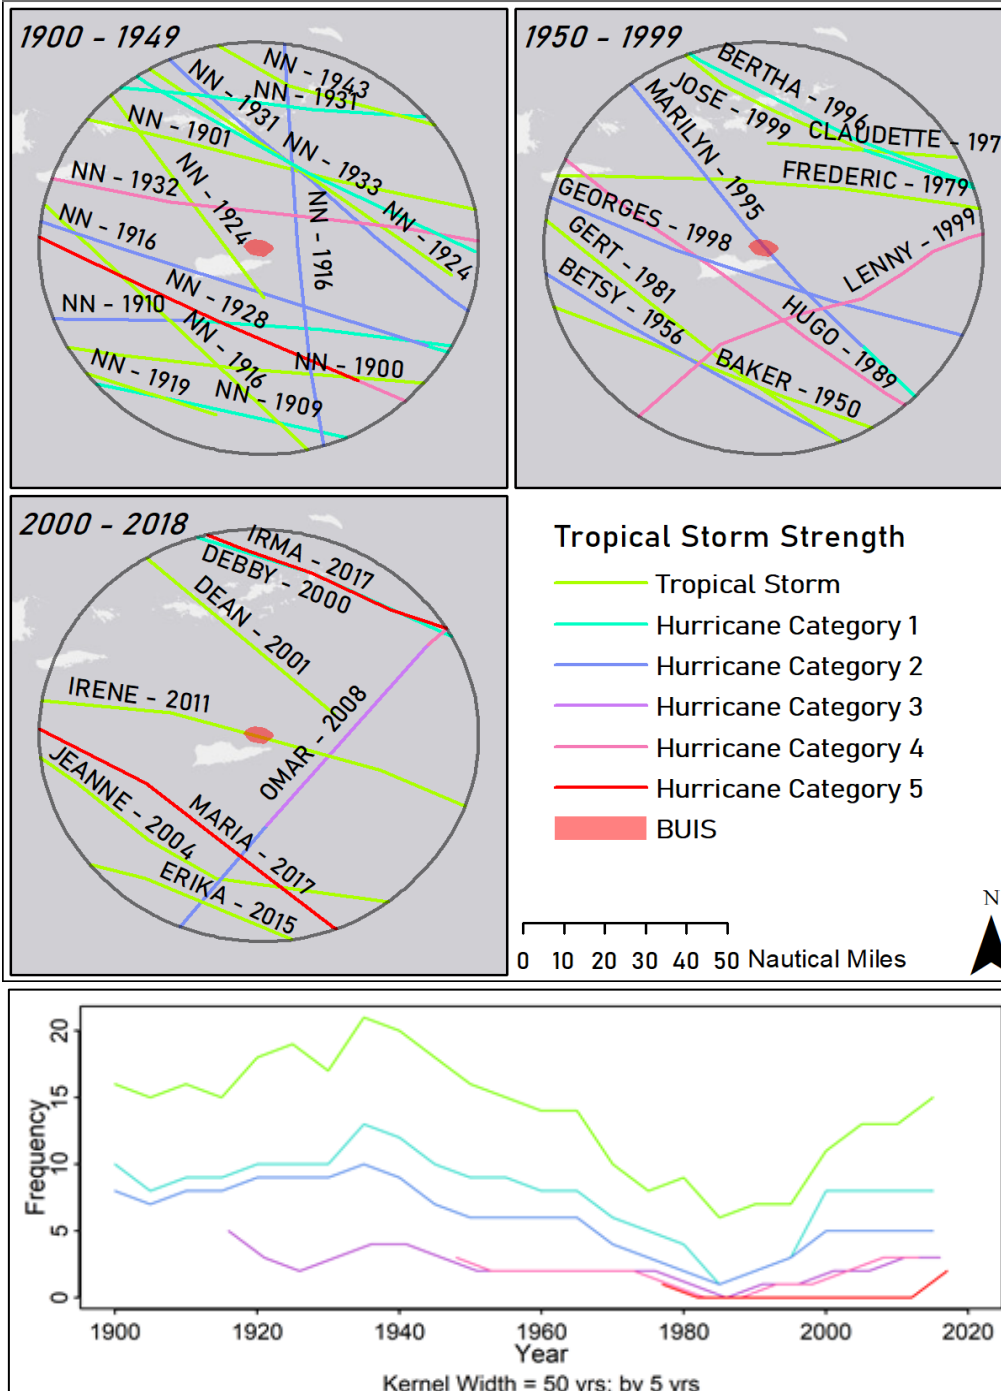 1900 - 1949
NN - 1943
NN - 1931
NN - 1931
NN - 1901
NN - 1933
NN - 1932
NN - 1924
NN - 1924
NN - 1916
NN - 1916
NN - 1928
NN - 1910
NN - 1916
NN - 1900
NN - 1919
NN - 1909
1950 - 1999
BERTHA - 1996
JOSE - 1999
MARILYN - 1995
CLAUDETTE - 197
FREDERIC - 1979
GEORGES - 1998
LENNY - 1999
GERT - 1981
BETSY - 1956
HUGO - 1989
BAKER - 1950
2000 - 2018
IRMA - 2017
DEBBY - 2000
DEAN - 2001
IRENE - 2011
OMAR - 2008
JEANNE - 2004
MARIA - 2017
ERIKA - 2015
Tropical Storm Strength
Tropical Storm
Hurricane Category 1
Hurricane Category 2
Hurricane Category 3
Hurricane Category 4
Hurricane Category 5
BUIS
N
0 10 20 30 40 50 Nautical Miles
Frequency
20
15
10
5
0
1900 1920 1940 1960 1980 2000 2020
Year
Kernel Width = 50 yrs; by 5 yrs